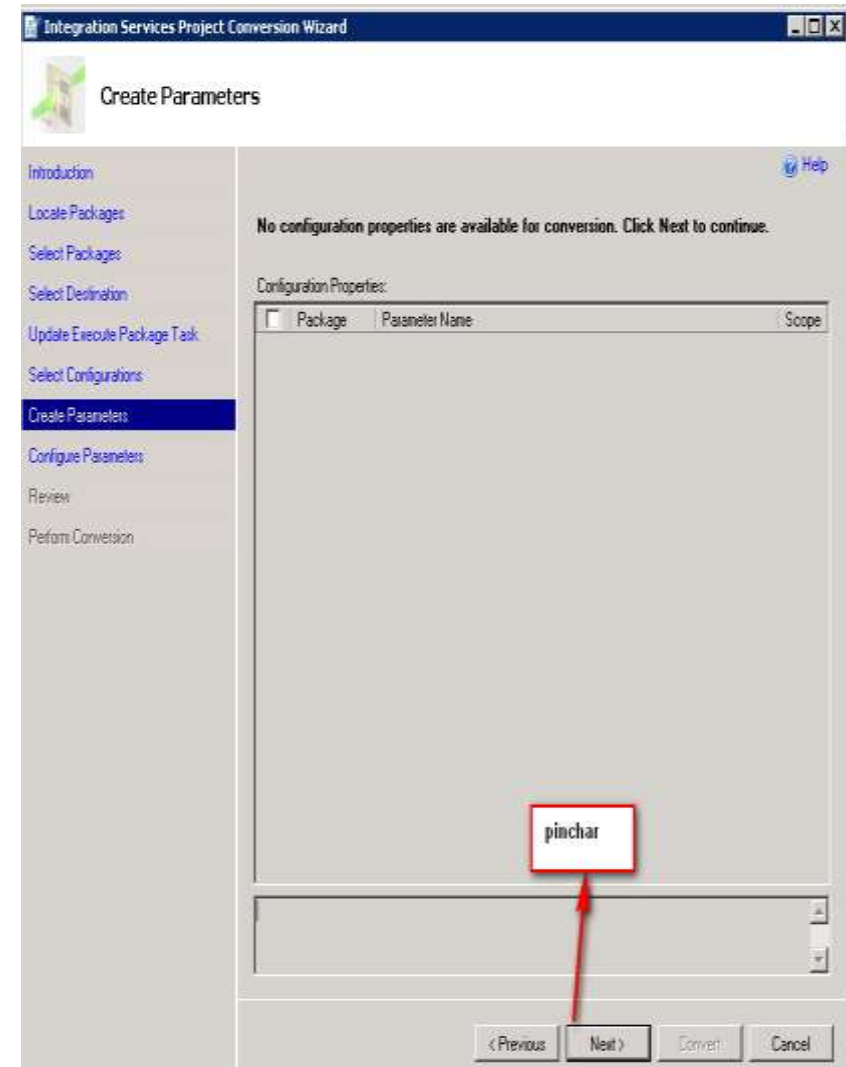 Integration Services Project Conversion Wizard
Create Parameters
Help
Introduction
Locate Packages
Select Packages
Select Destination
Update Execute Package Task
Select Configurations
Create Parameters
Configure Parameters
Review
Perform Conversion
No configuration properties are available for conversion. Click Next to continue.
Configuration Properties:
Package Parameter Name Scope
pinchar
< Previous Next > Convert Cancel